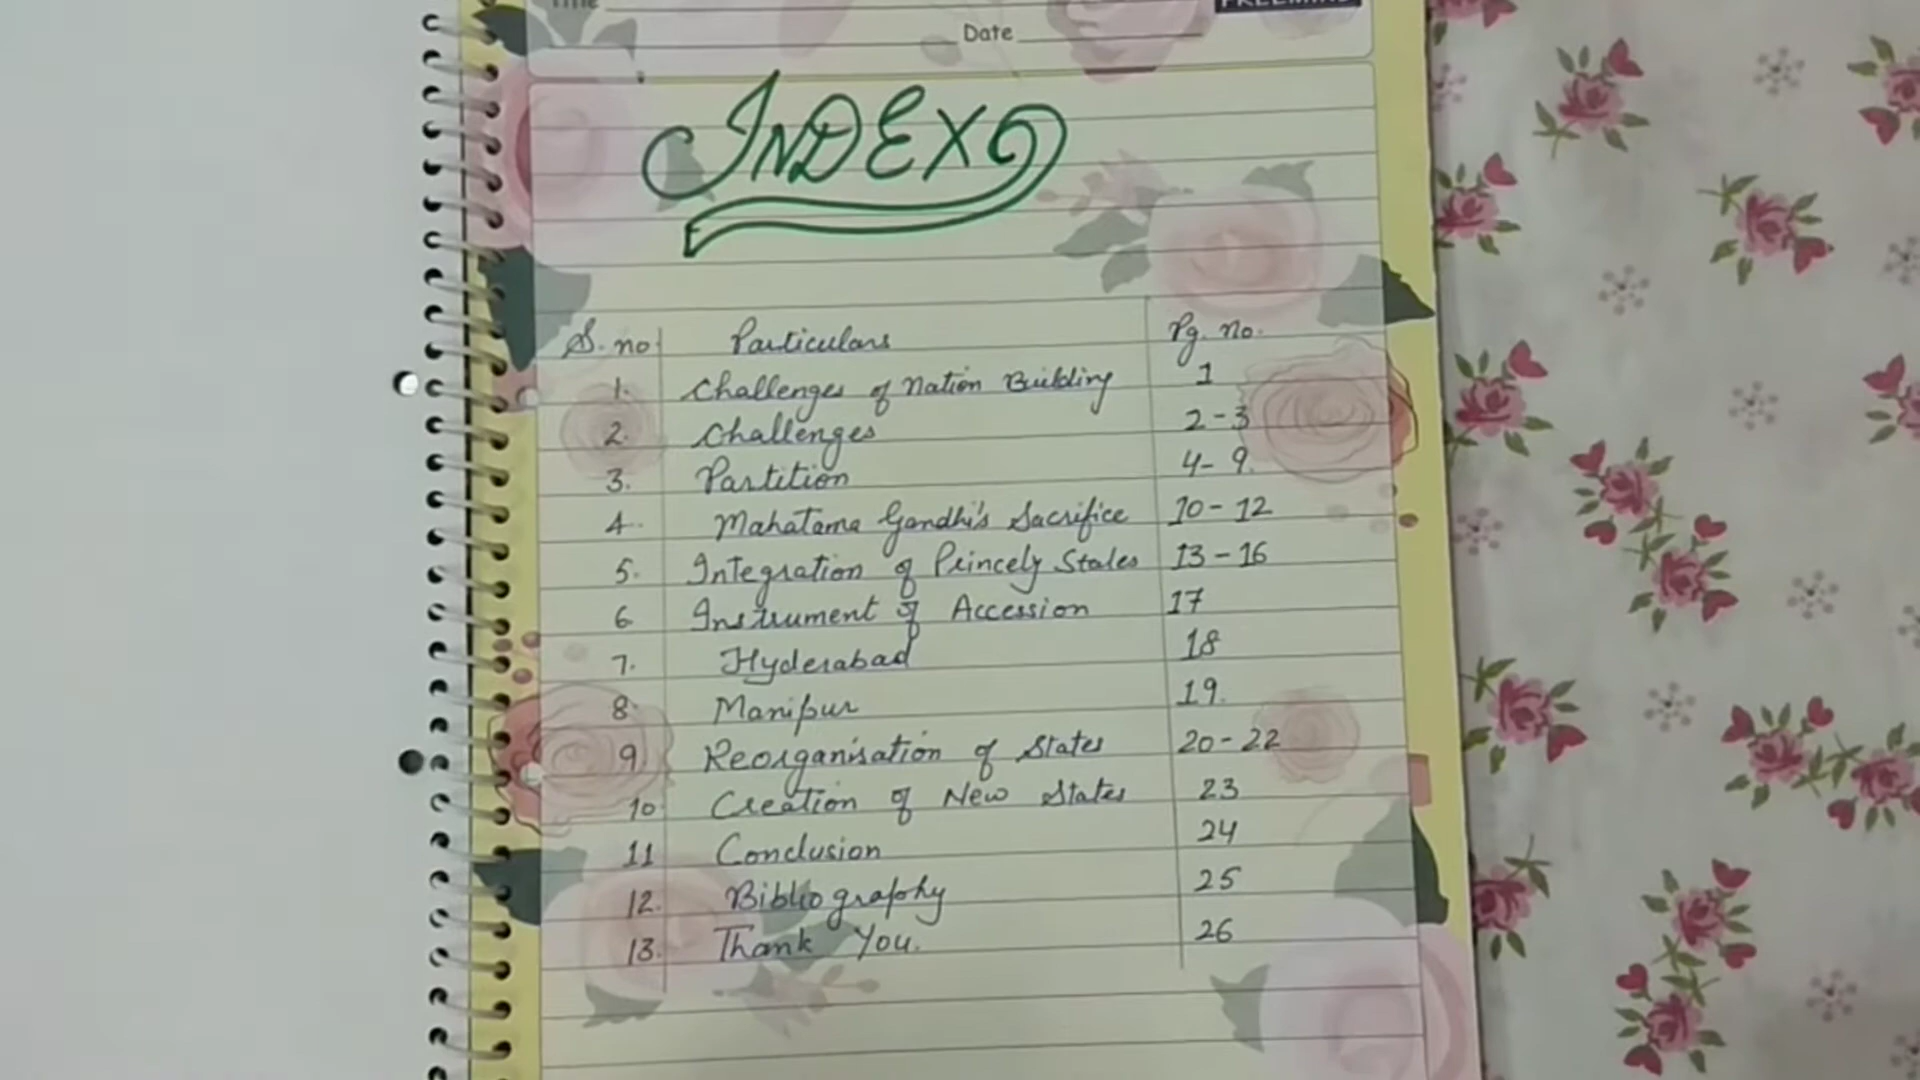 Title
Date
INDEX
S. no Particulars Pg. no.
1. Challenges of Nation Building 1
2. Challenges 2-3
3. Partition 4-9.
4. Mahatama Gandhi's Sacrifice 10-12
5. Integration of Princely States 13-16
6 Instrument of Accession 17
7. Hyderabad 18
8. Manipur 19.
9. Reorganisation of States 20-22
10 Creation of New States 23
11 Conclusion 24
12. Bibliography 25
13. Thank You. 26